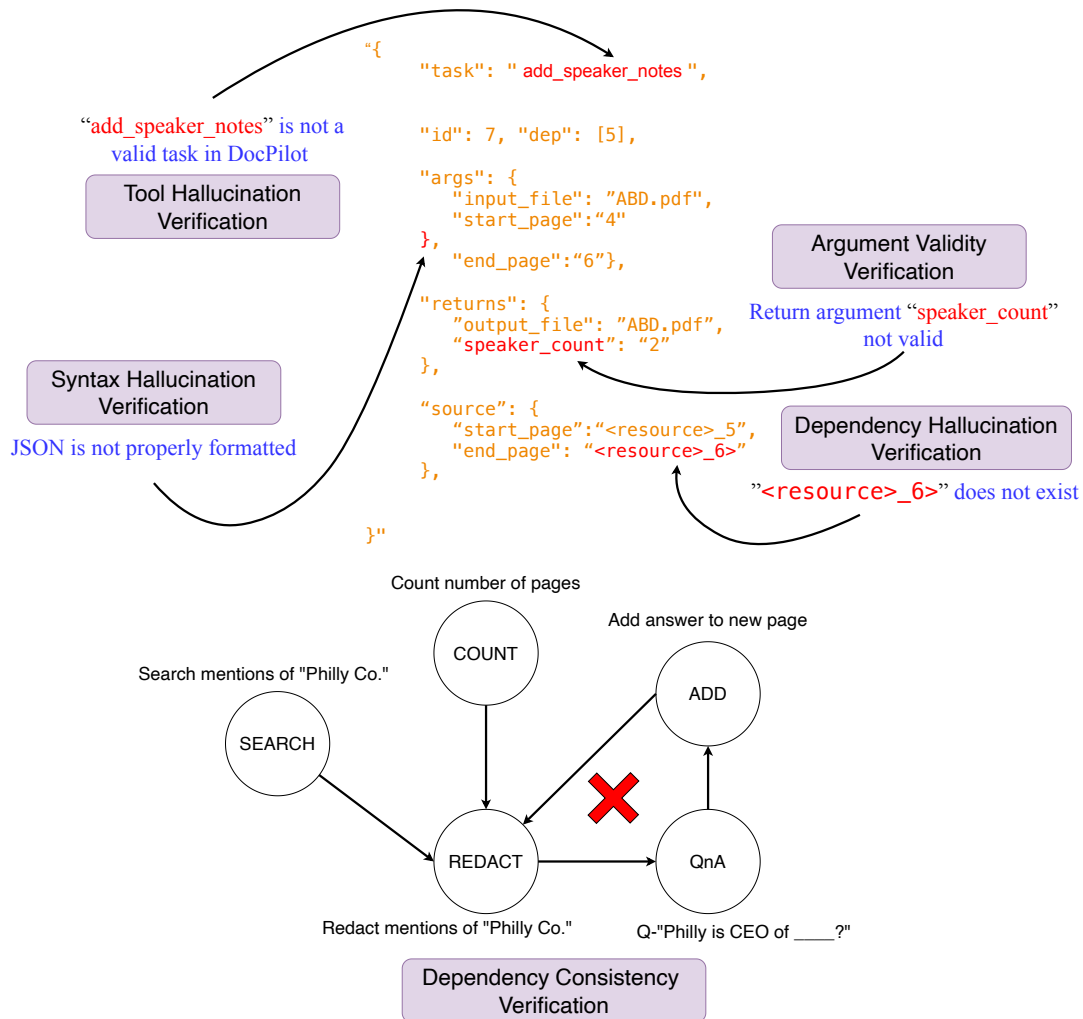 “{
"task": " add_speaker_notes ",
“add_speaker_notes” is not a
valid task in DocPilot
Tool Hallucination
Verification
"id": 7, "dep": [5],
"args": {
"input_file": ”ABD.pdf",
"start_page":“4"
},
"end_page":“6”},
Argument Validity
Verification
Return argument “speaker_count”
not valid
"returns": {
”output_file": ”ABD.pdf”,
“speaker_count”: “2”
},
Syntax Hallucination
Verification
JSON is not properly formatted
“source”: {
“start_page”:“<resource>_5”,
"end_page": “<resource>_6>”
},
Dependency Hallucination
Verification
”<resource>_6>” does not exist
}"
Count number of pages
COUNT
Add answer to new page
ADD
Search mentions of "Philly Co."
SEARCH
REDACT
QnA
Redact mentions of "Philly Co."
Q-"Philly is CEO of ____?"
Dependency Consistency
Verification